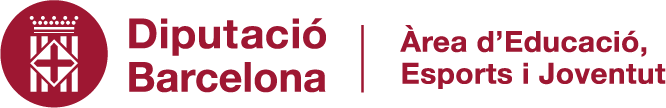 Diputació
Barcelona
Àrea d’Educació,
Esports i Joventut